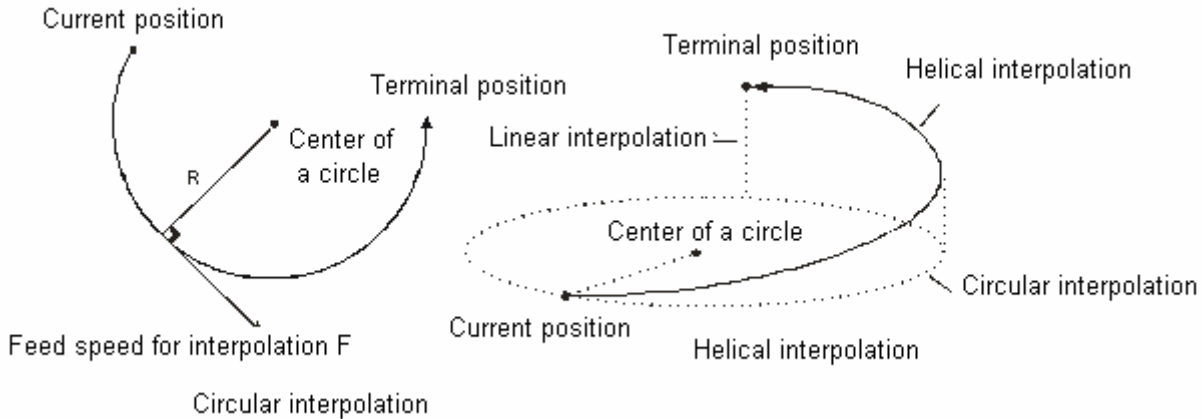 Current position
Terminal position
Center of
a circle
R
Feed speed for interpolation F
Circular interpolation
Terminal position
Helical interpolation
Linear interpolation
Center of a circle
Circular interpolation
Current position
Helical interpolation